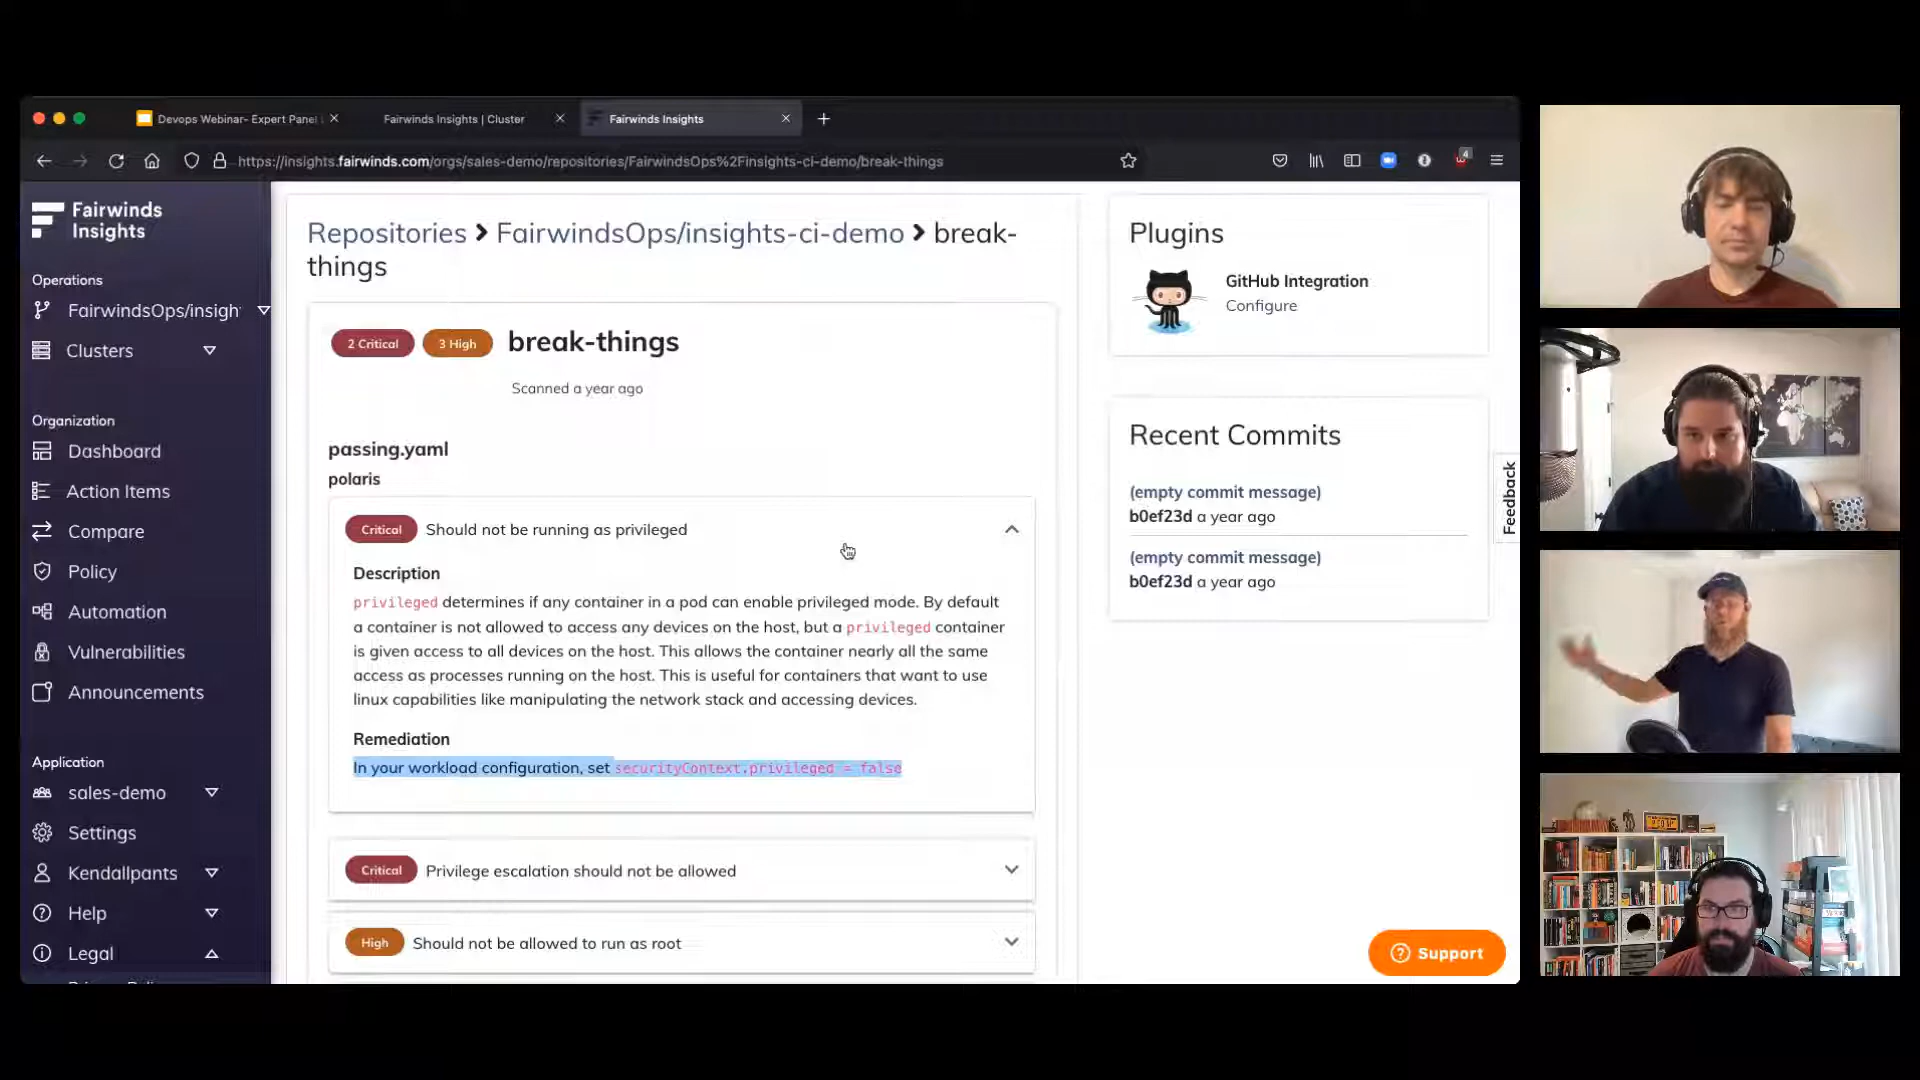 Devops Webinar- Expert Panel
Fairwinds Insights | Cluster
Fairwinds Insights
https://insights.fairwinds.com/orgs/sales-demo/repositories/FairwindsOps%2Finsights-ci-demo/break-things
4
Fairwinds
Insights
Operations
FairwindsOps/insigh
Clusters
Organization
Dashboard
Action Items
Compare
Policy
Automation
Vulnerabilities
Announcements
Application
sales-demo
Settings
Kendallpants
Help
Legal
Repositories > FairwindsOps/insights-ci-demo > break-
things
2 Critical
3 High
break-things
Scanned a year ago
passing.yaml
polaris
Critical
Should not be running as privileged
Description
privileged determines if any container in a pod can enable privileged mode. By default
a container is not allowed to access any devices on the host, but a privileged container
is given access to all devices on the host. This allows the container nearly all the same
access as processes running on the host. This is useful for containers that want to use
linux capabilities like manipulating the network stack and accessing devices.
Remediation
In your workload configuration, set securityContext.privileged = false
Critical
Privilege escalation should not be allowed
High
Should not be allowed to run as root
Plugins
GitHub Integration
Configure
Recent Commits
(empty commit message)
b0ef23d a year ago
(empty commit message)
b0ef23d a year ago
Feedback
Support